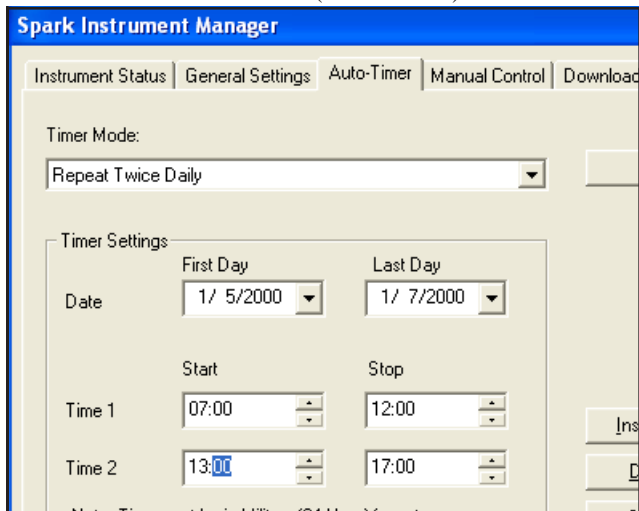 Spark Instrument Manager
Instrument Status General Settings Auto-Timer Manual Control Download
Timer Mode:
Repeat Twice Daily
Timer Settings
First Day Last Day
Date 1/ 5/2000 1/ 7/2000
Start Stop
Time 1 07:00 12:00
Ins
Time 2 13:00 17:00
D